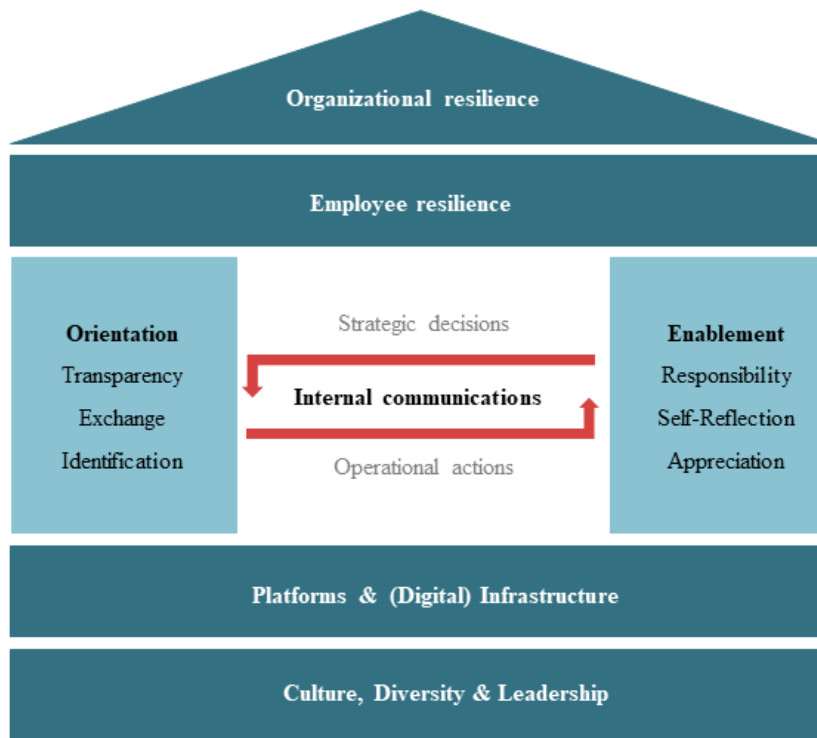 Organizational resilience
Employee resilience
Orientation
Transparency
Exchange
Identification
Strategic decisions
Internal communications
Operational actions
Enablement
Responsibility
Self-Reflection
Appreciation
Platforms & (Digital) Infrastructure
Culture, Diversity & Leadership